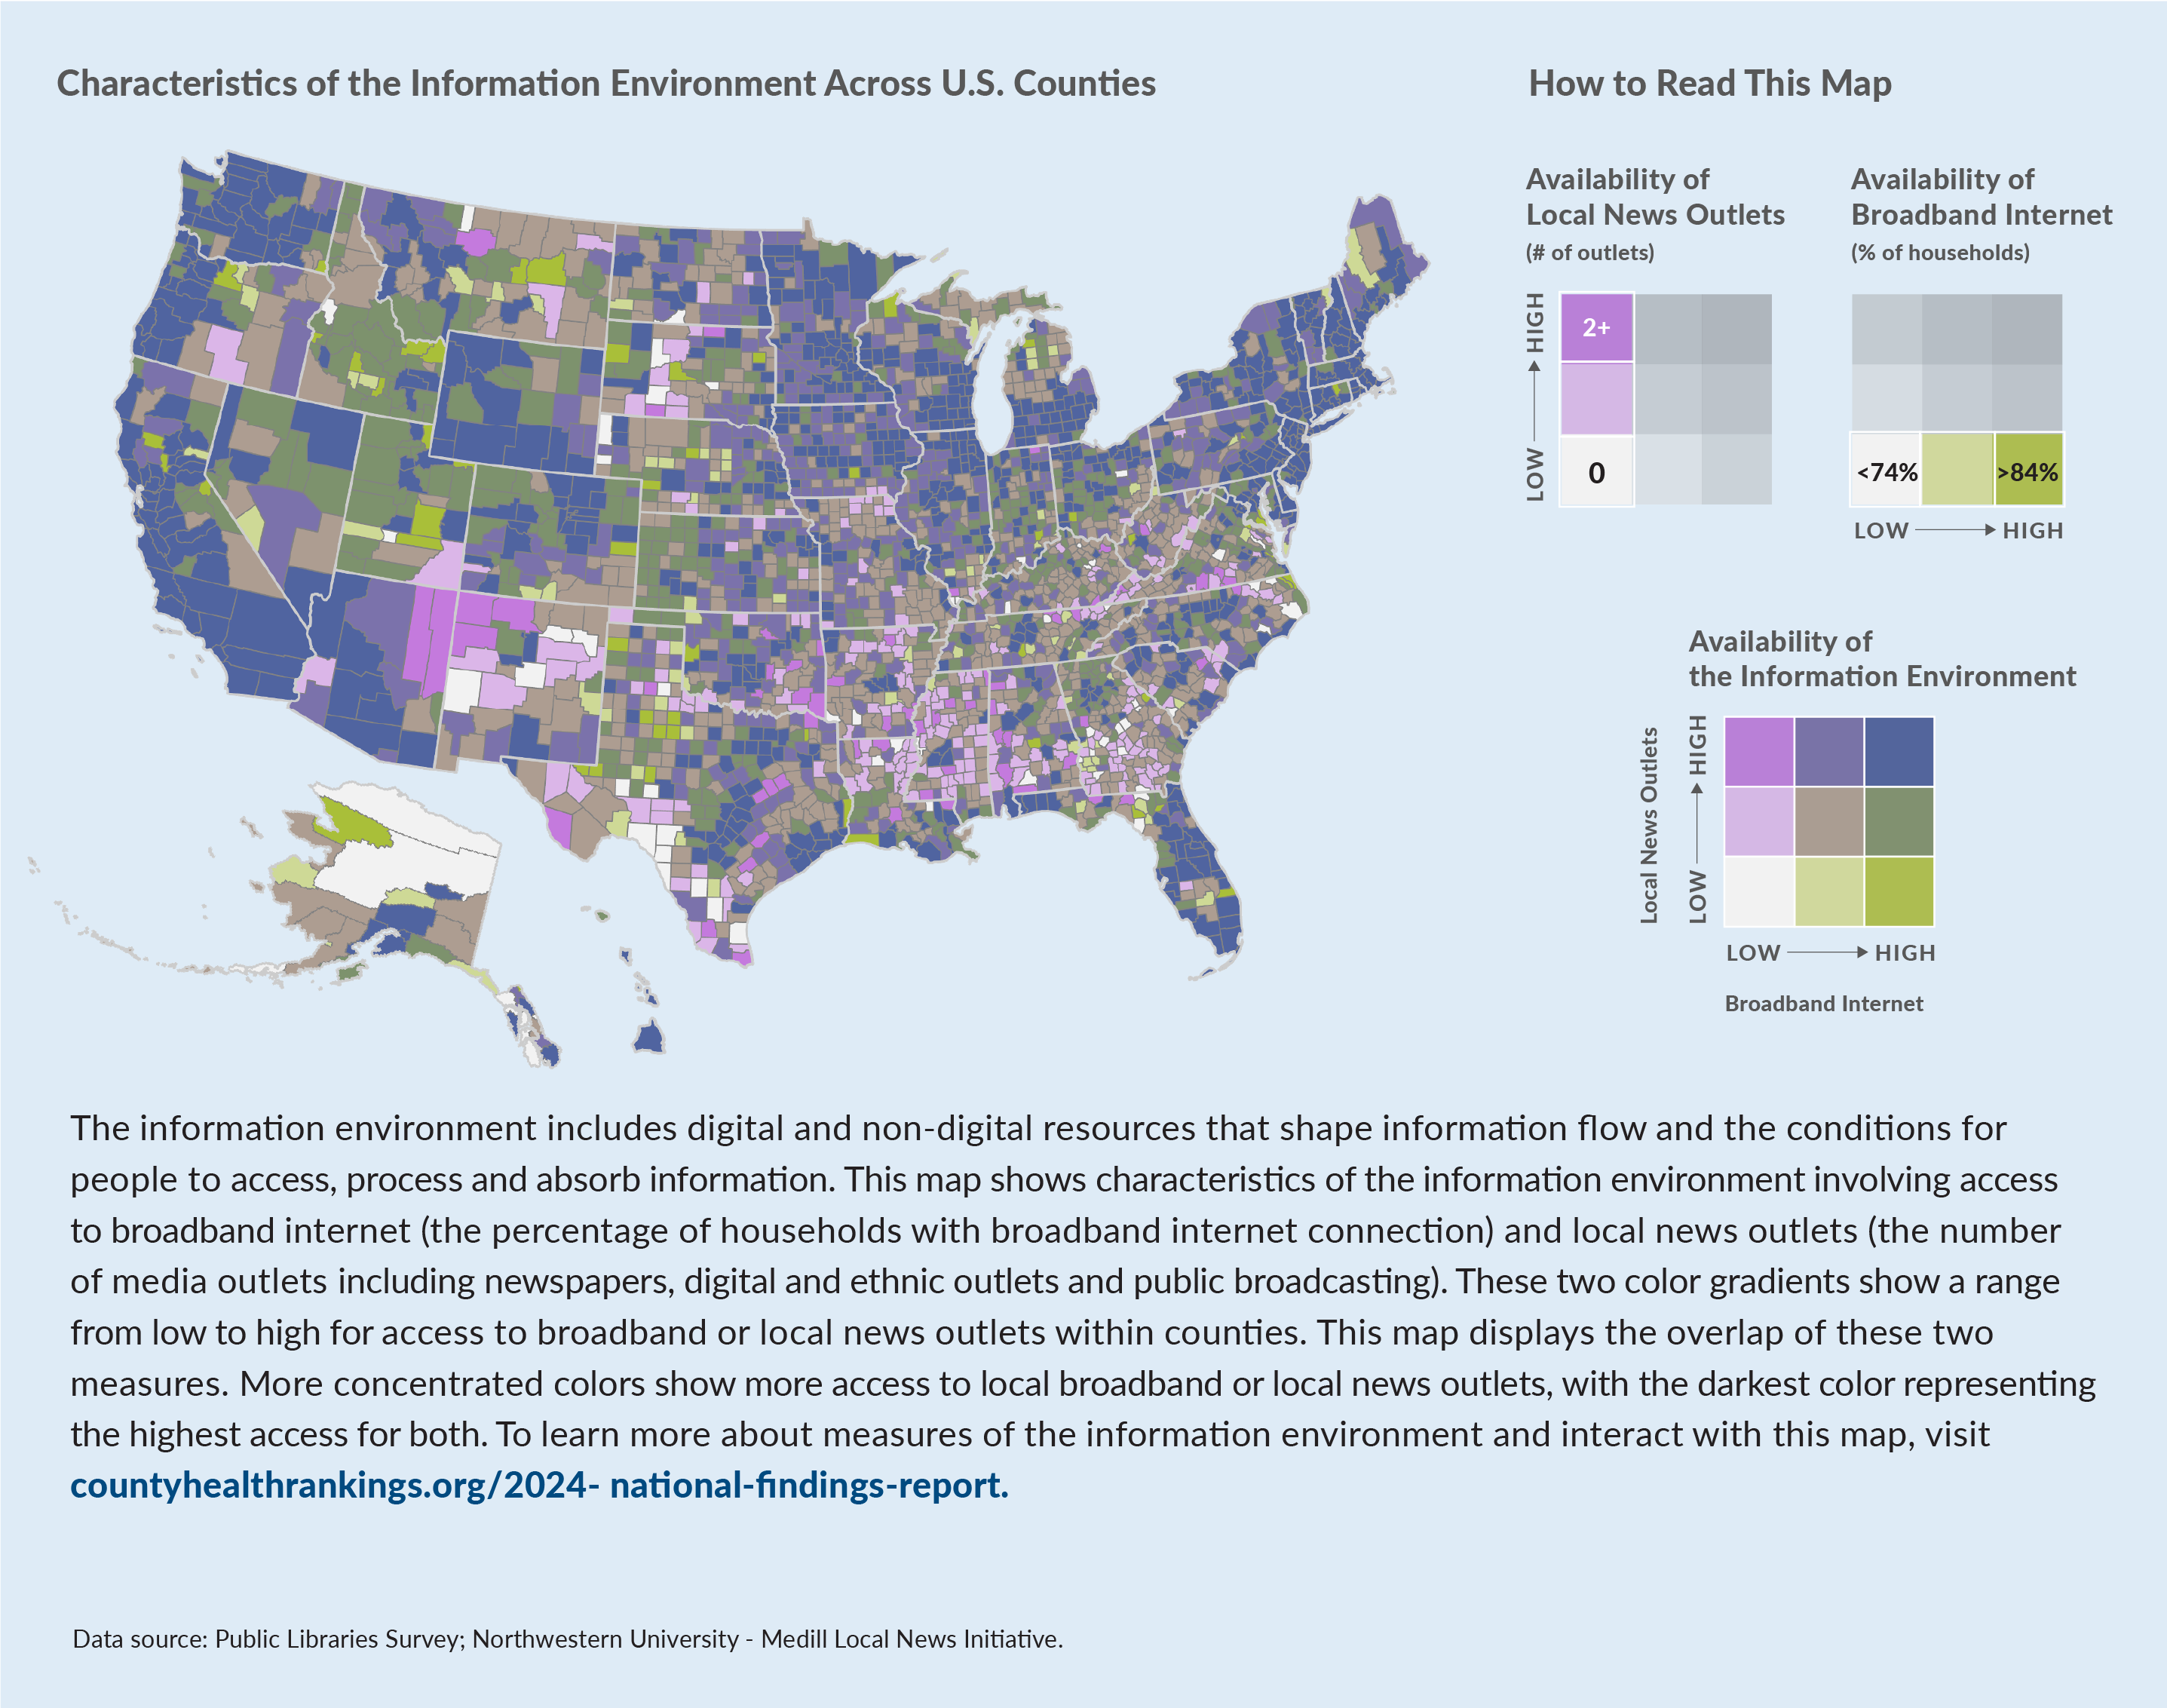 Characteristics of the Information Environment Across U.S. Counties
How to Read This Map
Availability of
Local News Outlets
(# of outlets)
HIGH
LOW
2+
0
Availability of
Broadband Internet
(% of households)
<74%
>84%
LOW
HIGH
Availability of
the Information Environment
Local News Outlets
HIGH
LOW
LOW
HIGH
Broadband Internet
The information environment includes digital and non-digital resources that shape information flow and the conditions for
people to access, process and absorb information. This map shows characteristics of the information environment involving access
to broadband internet (the percentage of households with broadband internet connection) and local news outlets (the number
of media outlets including newspapers, digital and ethnic outlets and public broadcasting). These two color gradients show a range
from low to high for access to broadband or local news outlets within counties. This map displays the overlap of these two
measures. More concentrated colors show more access to local broadband or local news outlets, with the darkest color representing
the highest access for both. To learn more about measures of the information environment and interact with this map, visit
countyhealthrankings.org/2024- national-findings-report.
Data source: Public Libraries Survey; Northwestern University - Medill Local News Initiative.